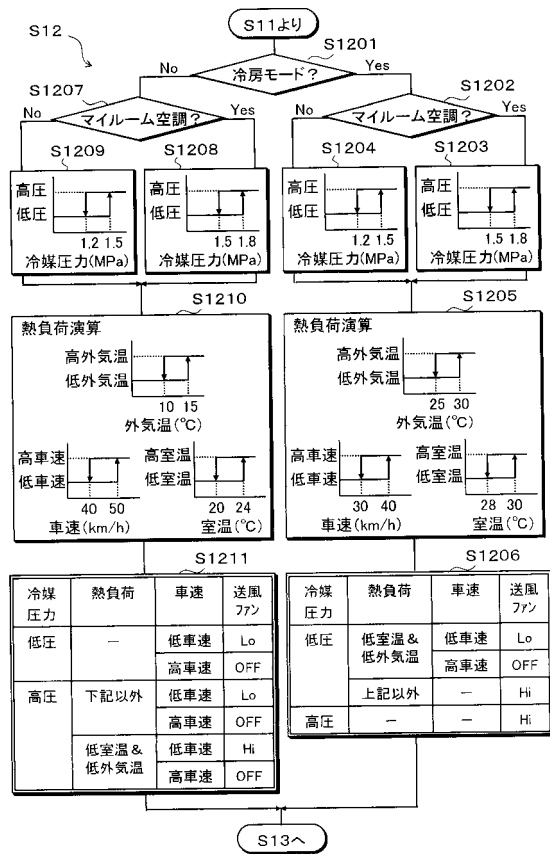 S11より
S12
S1201
冷房モード?
No
Yes
S1207
マイルーム空調?
No
Yes
S1202
マイルーム空調?
No
Yes
S1209
高圧
低圧
1.2 1.5
冷媒圧力(MPa)
S1208
高圧
低圧
1.5 1.8
冷媒圧力(MPa)
S1204
高圧
低圧
1.2 1.5
冷媒圧力(MPa)
S1203
高圧
低圧
1.5 1.8
冷媒圧力(MPa)
S1210
熱負荷演算
高外気温
低外気温
10 15
外気温(℃)
高車速
低車速
40 50
車速(km/h)
高室温
低室温
20 24
室温(℃)
S1205
熱負荷演算
高外気温
低外気温
25 30
外気温(℃)
高車速
低車速
30 40
車速(km/h)
高室温
低室温
28 30
室温(℃)
S1211
冷媒圧力 熱負荷 車速 送風ファン
低圧 — 低車速 Lo
高車速 OFF
高圧 下記以外 低車速 Lo
高車速 OFF
低室温&低外気温 低車速 Hi
高車速 OFF
S1206
冷媒圧力 熱負荷 車速 送風ファン
低圧 低室温&低外気温 低車速 Lo
高車速 OFF
上記以外 — Hi
高圧 — — Hi
S13へ